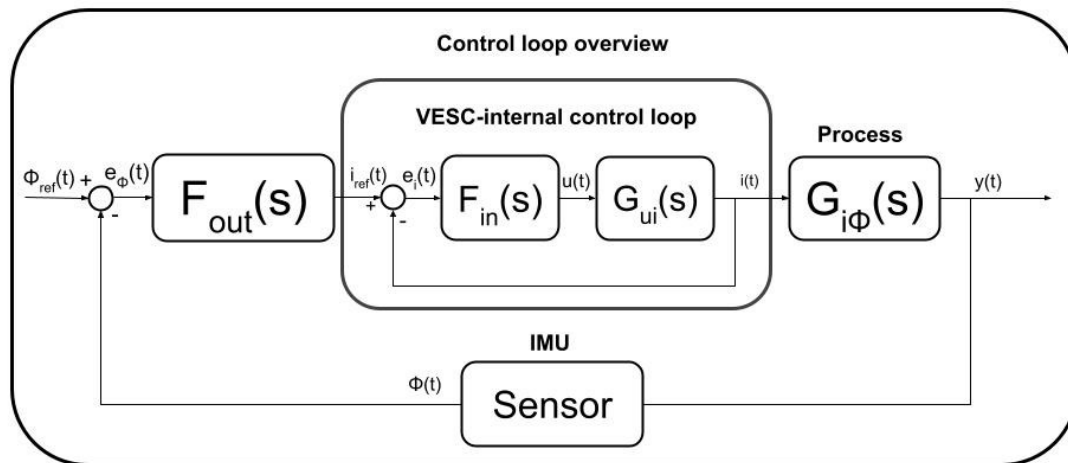 Control loop overview
VESC-internal control loop
Process
Φref(t) + eΦ(t) Fout(s) iref(t) ei(t) Fin(s) u(t) Gui(s) i(t) GiΦ(s) y(t)
+
-
-
IMU
Φ(t)
Sensor